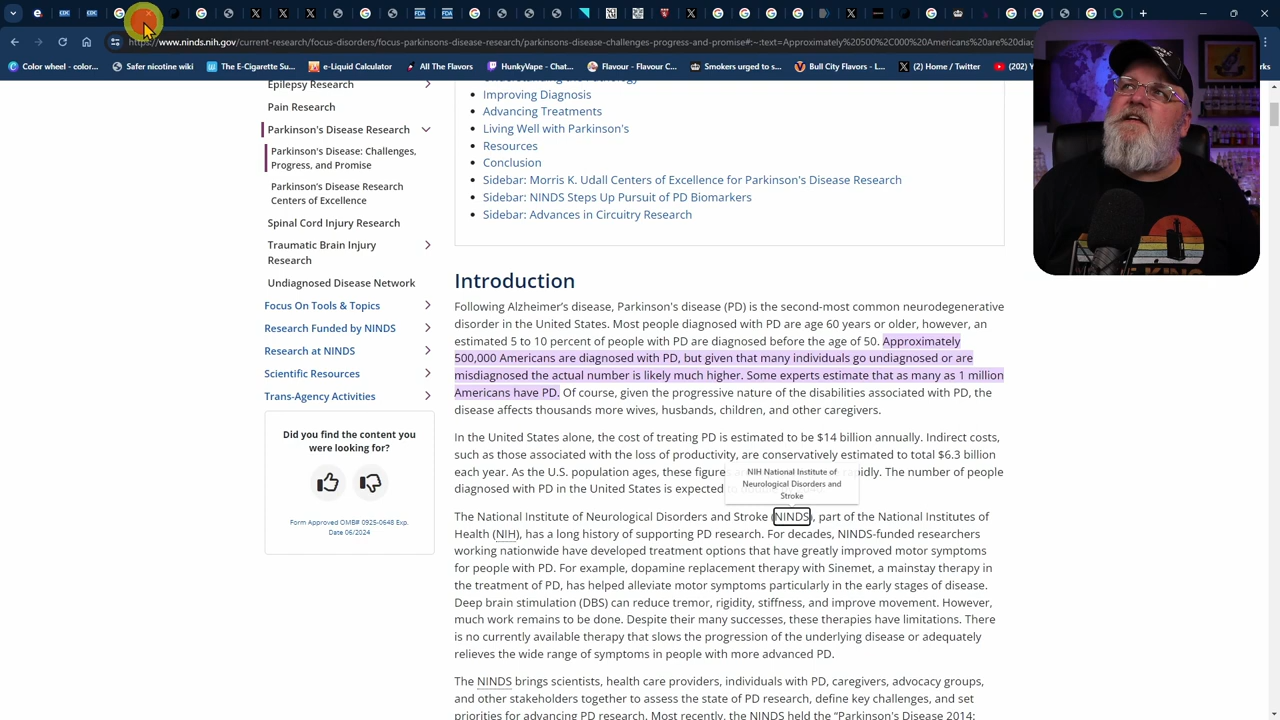 https://www.ninds.nih.gov/current-research/focus-disorders/focus-parkinsons-disease-research/parkinsons-disease-challenges-progress-and-promise#:~:text=Approximately%20500%2C000%20Americans%20are%20diag
Color wheel - color...
Safer nicotine wiki
The E-Cigarette Su...
e-Liquid Calculator
All The Flavors
HunkyVape - Chat...
Flavour – Flavour C...
Smokers urged to s...
Bull City Flavors - L...
(2) Home / Twitter
(202) Y
Epilepsy Research
Pain Research
Parkinson's Disease Research
Parkinson's Disease: Challenges,
Progress, and Promise
Parkinson's Disease Research
Centers of Excellence
Spinal Cord Injury Research
Traumatic Brain Injury
Research
Undiagnosed Disease Network
Focus On Tools & Topics
Research Funded by NINDS
Research at NINDS
Scientific Resources
Trans-Agency Activities
Did you find the content you
were looking for?
Form Approved OMB# 0925-0648 Exp.
Date 06/2024
Improving Diagnosis
Advancing Treatments
Living Well with Parkinson's
Resources
Conclusion
Sidebar: Morris K. Udall Centers of Excellence for Parkinson's Disease Research
Sidebar: NINDS Steps Up Pursuit of PD Biomarkers
Sidebar: Advances in Circuitry Research
Introduction
Following Alzheimer's disease, Parkinson's disease (PD) is the second-most common neurodegenerative
disorder in the United States. Most people diagnosed with PD are age 60 years or older, however, an
estimated 5 to 10 percent of people with PD are diagnosed before the age of 50. Approximately
500,000 Americans are diagnosed with PD, but given that many individuals go undiagnosed or are
misdiagnosed the actual number is likely much higher. Some experts estimate that as many as 1 million
Americans have PD. Of course, given the progressive nature of the disabilities associated with PD, the
disease affects thousands more wives, husbands, children, and other caregivers.
In the United States alone, the cost of treating PD is estimated to be $14 billion annually. Indirect costs,
such as those associated with the loss of productivity, are conservatively estimated to total $6.3 billion
each year. As the U.S. population ages, these figures
The number of people
diagnosed with PD in the United States is expected
NIH National Institute of
Neurological Disorders and
Stroke
The National Institute of Neurological Disorders and Stroke (NINDS), part of the National Institutes of
Health (NIH), has a long history of supporting PD research. For decades, NINDS-funded researchers
working nationwide have developed treatment options that have greatly improved motor symptoms
for people with PD. For example, dopamine replacement therapy with Sinemet, a mainstay therapy in
the treatment of PD, has helped alleviate motor symptoms particularly in the early stages of disease.
Deep brain stimulation (DBS) can reduce tremor, rigidity, stiffness, and improve movement. However,
much work remains to be done. Despite their many successes, these therapies have limitations. There
is no currently available therapy that slows the progression of the underlying disease or adequately
relieves the wide range of symptoms in people with more advanced PD.
The NINDS brings scientists, health care providers, individuals with PD, caregivers, advocacy groups,
and other stakeholders together to assess the state of PD research, define key challenges, and set
priorities for advancing PD research. Most recently, the NINDS held the "Parkinson's Disease 2014: